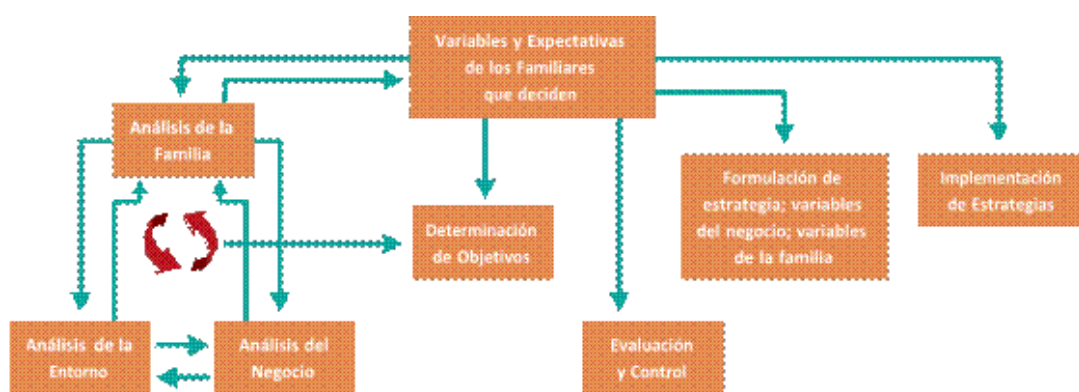 Variables y Expectativas
de los Familiares
que deciden
Análisis de la
Familia
Formulación de
estrategia; variables
del negocio; variables
de la familia
Implementación
de Estrategias
Determinación
de Objetivos
Análisis de la
Entorno
Análisis del
Negocio
Evaluación
y Control